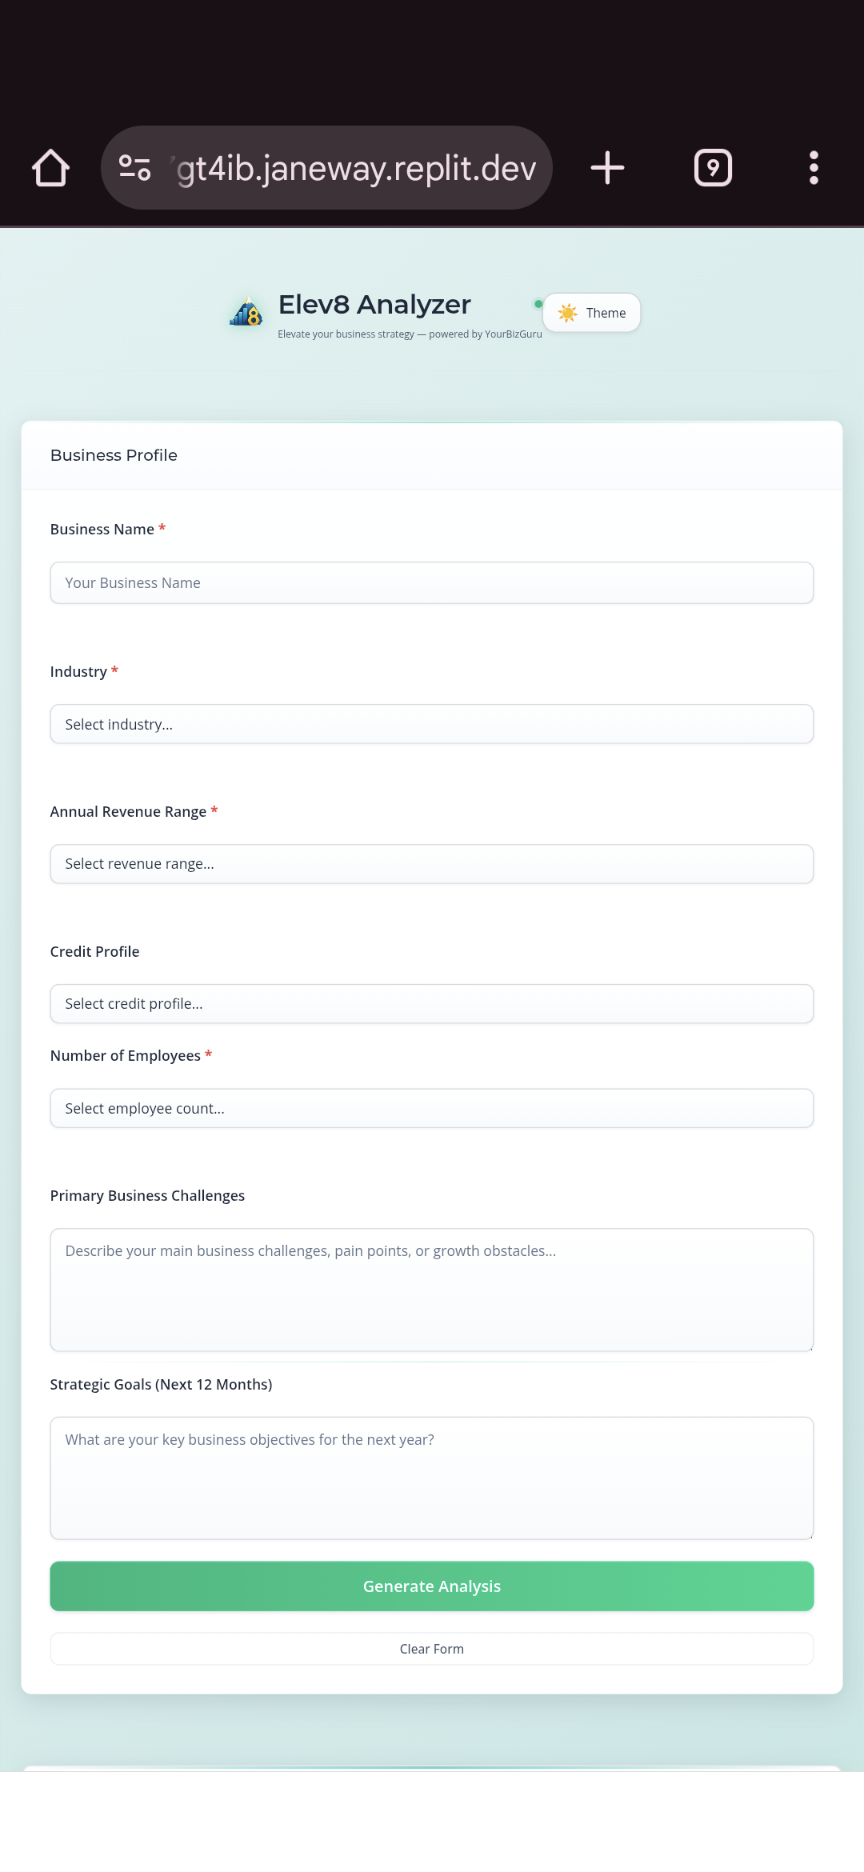 gt4ib.janeway.replit.dev
9
8
Elev8 Analyzer
Elevate your business strategy — powered by YourBizGuru
Theme
Business Profile
Business Name *
Your Business Name
Industry *
Select industry...
Annual Revenue Range *
Select revenue range...
Credit Profile
Select credit profile...
Number of Employees *
Select employee count...
Primary Business Challenges
Describe your main business challenges, pain points, or growth obstacles...
Strategic Goals (Next 12 Months)
What are your key business objectives for the next year?
Generate Analysis
Clear Form